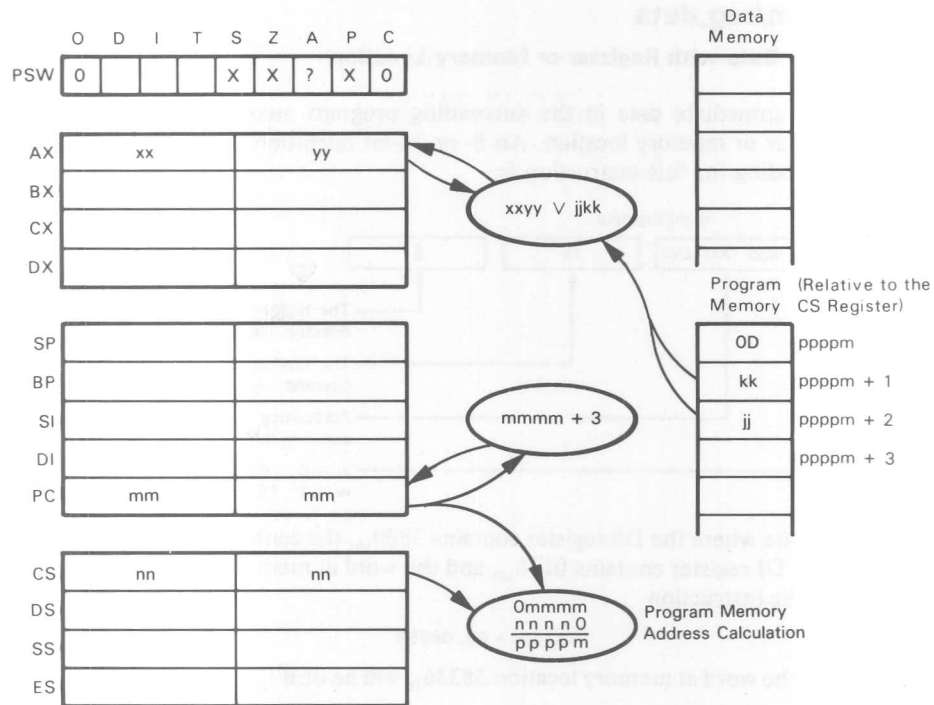 O D I T S Z A P C
PSW 0 X X ? X 0
AX xx yy
BX
CX
DX
SP
BP
SI
DI
PC mm mm
CS nn nn
DS
SS
ES
xxyy V jjkk
mmmm + 3
0mmmm
nnnn0
ppppm
Program Memory
Address Calculation
Data
Memory
Program (Relative to the
Memory CS Register)
0D ppppm
kk ppppm + 1
jj ppppm + 2
ppppm + 3